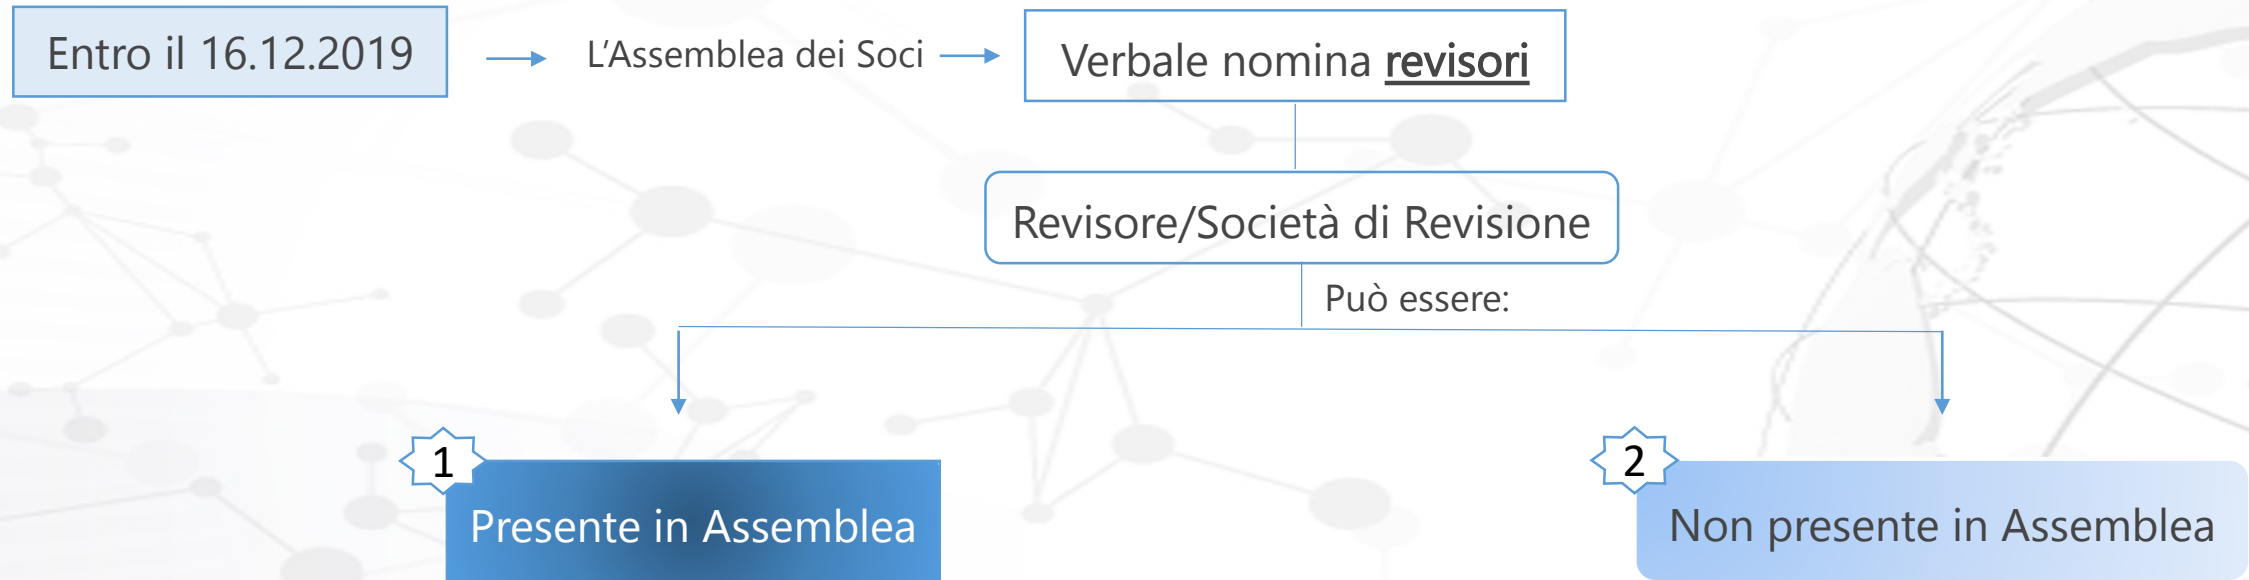 Entro il 16.12.2019
L'Assemblea dei Soci
Verbale nomina revisori
Revisore/Società di Revisione
Può essere:
1
Presente in Assemblea
2
Non presente in Assemblea